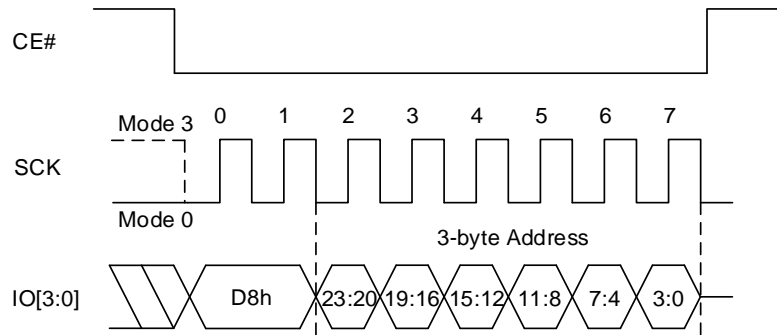 CE#
0 1 2 3 4 5 6 7
Mode 3
SCK
Mode 0
3-byte Address
IO[3:0] D8h 23:20 19:16 15:12 11:8 7:4 3:0